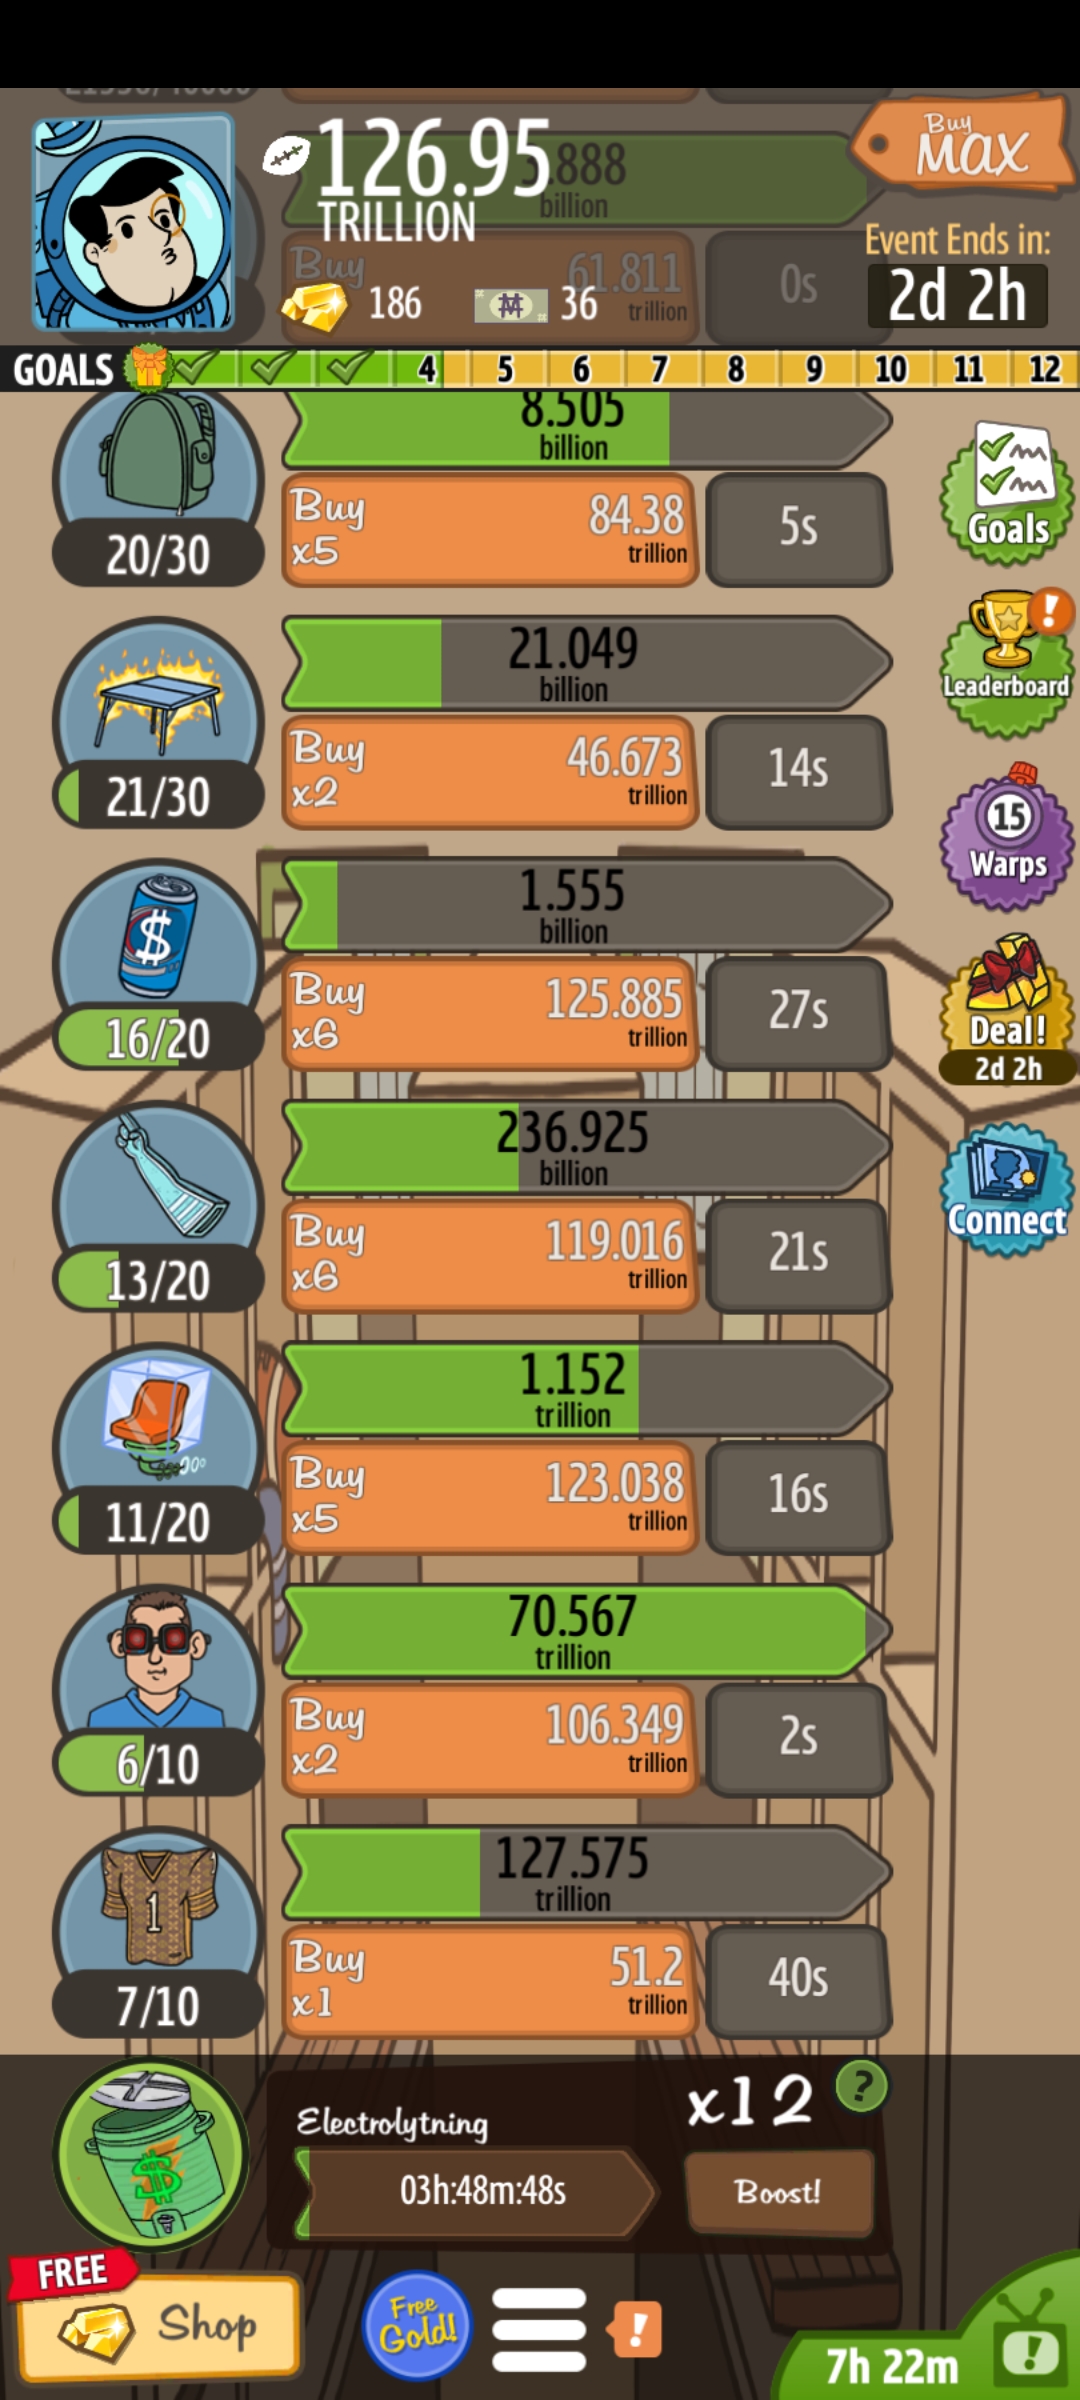 126.95
TRILLION
.888
billion
Buy
MAX
Buy
61.811
trillion
0s
186
36
Event Ends in:
2d 2h
GOALS
4
5
6
7
8
9
10
11
12
8.505
billion
Buy
x5
84.38
trillion
5s
20/30
Goals
21.049
billion
Buy
x2
46.673
trillion
14s
21/30
Leaderboard
15
Warps
$
1.555
billion
Buy
x6
125.885
trillion
27s
16/20
Deal!
2d 2h
236.925
billion
Buy
x6
119.016
trillion
21s
13/20
Connect
1.152
trillion
Buy
x5
123.038
trillion
16s
11/20
70.567
trillion
Buy
x2
106.349
trillion
2s
6/10
1
127.575
trillion
Buy
x1
51.2
trillion
40s
7/10
$
Electrolytning
03h:48m:48s
x12
?
Boost!
FREE
Shop
Free
Gold!
!
7h 22m
!